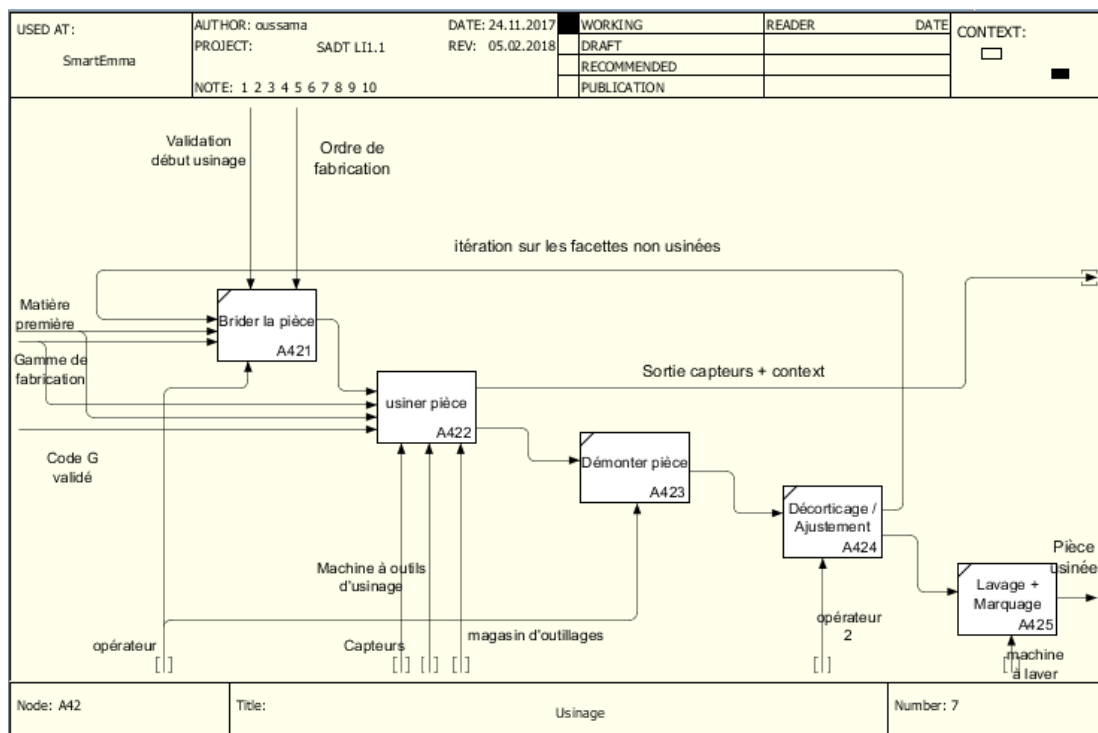 USED AT:
SmartEmma
AUTHOR: oussama
DATE: 24.11.2017
PROJECT: SADT LI1.1
REV: 05.02.2018
NOTE: 1 2 3 4 5 6 7 8 9 10
WORKING
DRAFT
RECOMMENDED
PUBLICATION
READER
DATE
CONTEXT:
Validation
début usinage
Ordre de
fabrication
itération sur les facettes non usinées
Matière
première
Gamme de
fabrication
Brider la pièce
A421
Sortie capteurs + context
usiner pièce
A422
Code G
validé
Démonter pièce
A423
Décorticage /
Ajustement
A424
Pièce
usinée
Lavage +
Marquage
A425
Machine à outils
d'usinage
opérateur
Capteurs
magasin d'outillages
opérateur
2
machine
à laver
Node: A42
Title:
Usinage
Number: 7